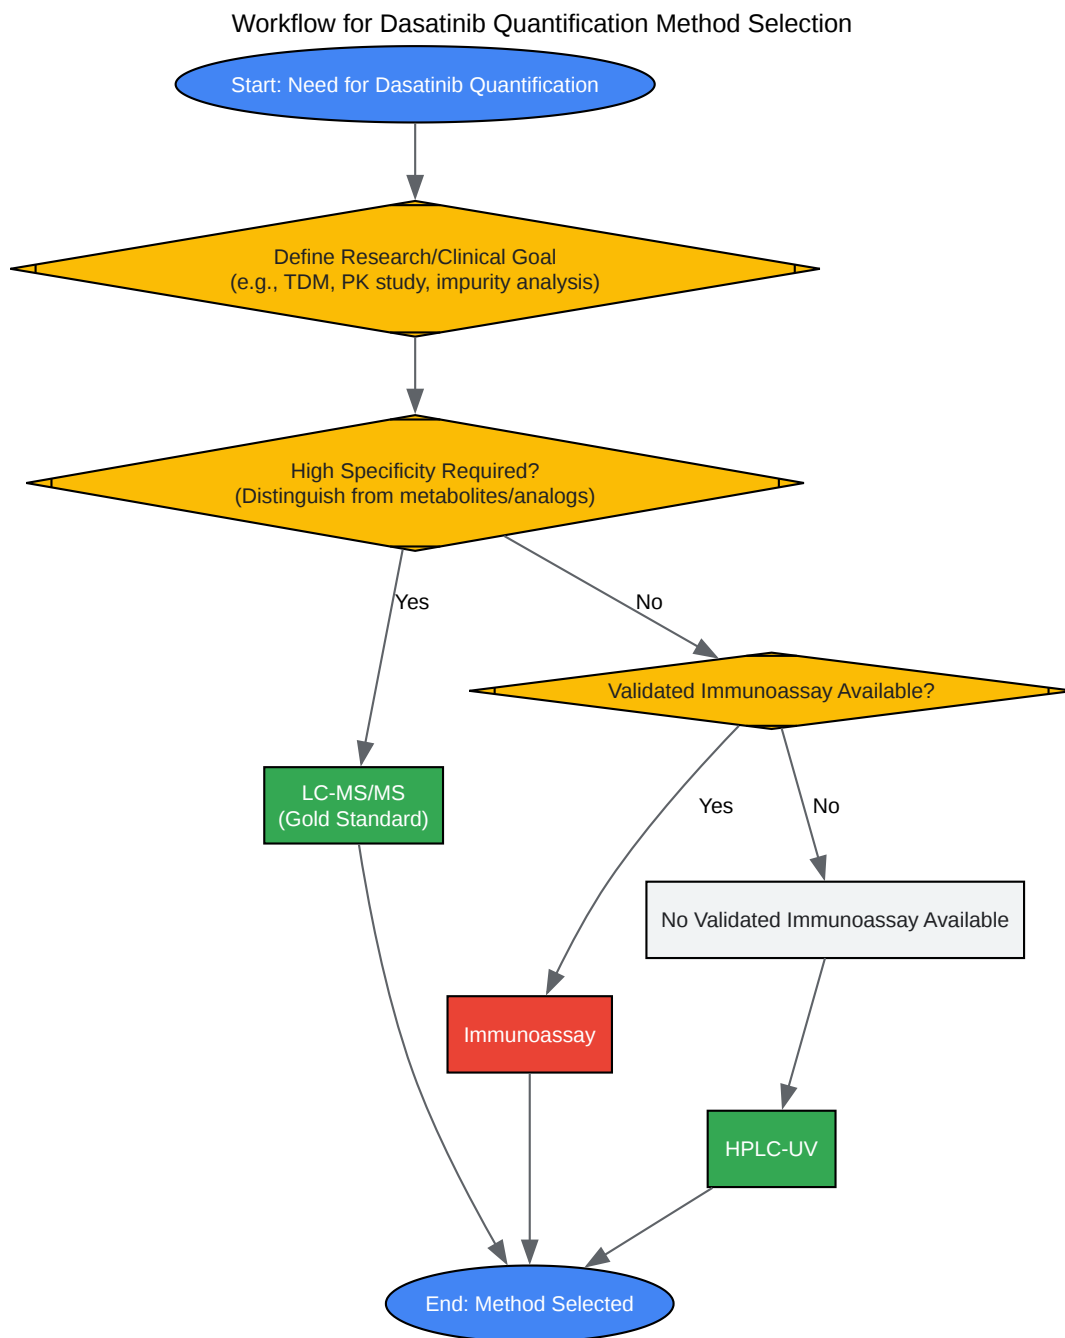 Workflow for Dasatinib Quantification Method Selection
Start: Need for Dasatinib Quantification
Define Research/Clinical Goal
(e.g., TDM, PK study, impurity analysis)
High Specificity Required?
(Distinguish from metabolites/analogs)
Yes
No
Validated Immunoassay Available?
LC-MS/MS
(Gold Standard)
Yes
No
No Validated Immunoassay Available
Immunoassay
HPLC-UV
End: Method Selected